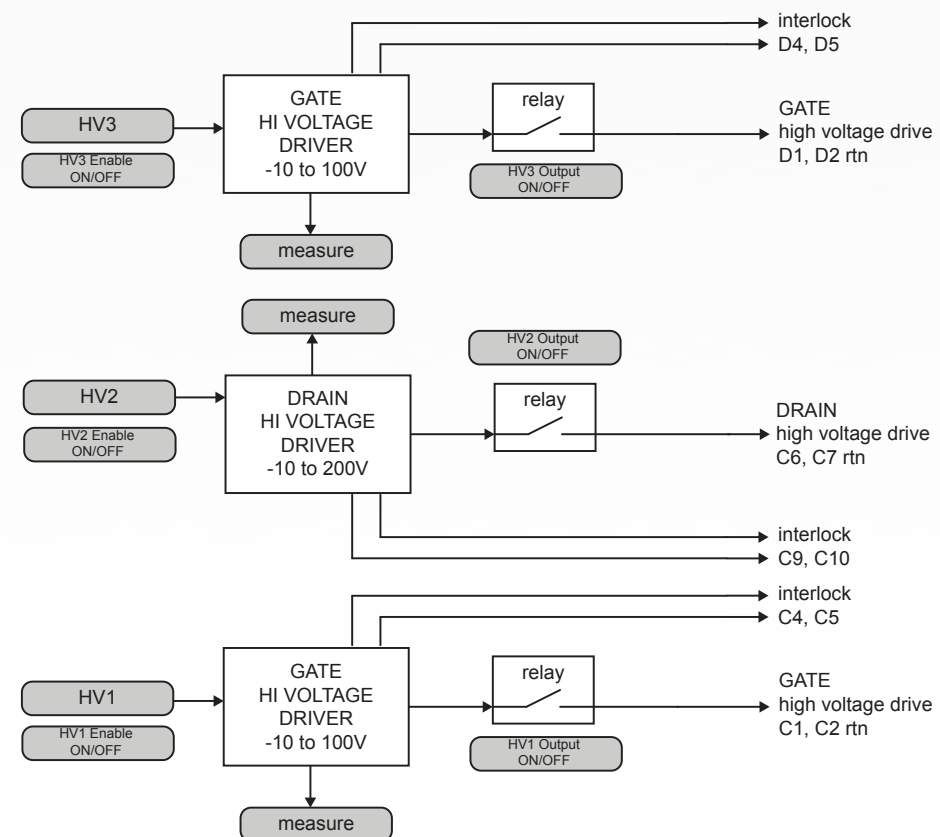 interlock
D4, D5
HV3
HV3 Enable
ON/OFF
GATE
HI VOLTAGE
DRIVER
-10 to 100V
relay
HV3 Output
ON/OFF
GATE
high voltage drive
D1, D2 rtn
measure
measure
HV2
HV2 Enable
ON/OFF
DRAIN
HI VOLTAGE
DRIVER
-10 to 200V
HV2 Output
ON/OFF
relay
DRAIN
high voltage drive
C6, C7 rtn
interlock
C9, C10
interlock
C4, C5
HV1
HV1 Enable
ON/OFF
GATE
HI VOLTAGE
DRIVER
-10 to 100V
relay
HV1 Output
ON/OFF
GATE
high voltage drive
C1, C2 rtn
measure